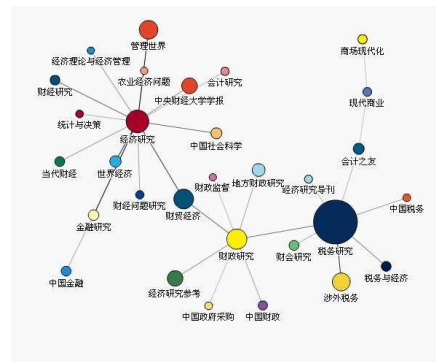 管理世界
商场现代化
经济理论与经济管理
农业经济问题
会计研究
财经研究
中央财经大学学报
现代商业
统计与决策
经济研究
中国社会科学
会计之友
当代财经
世界经济
财政监督
地方财政研究
经济研究导刊
财经问题研究
财贸经济
中国税务
金融研究
财政研究
财会研究
税务研究
中国金融
税务与经济
经济研究参考
涉外税务
中国政府采购
中国财政